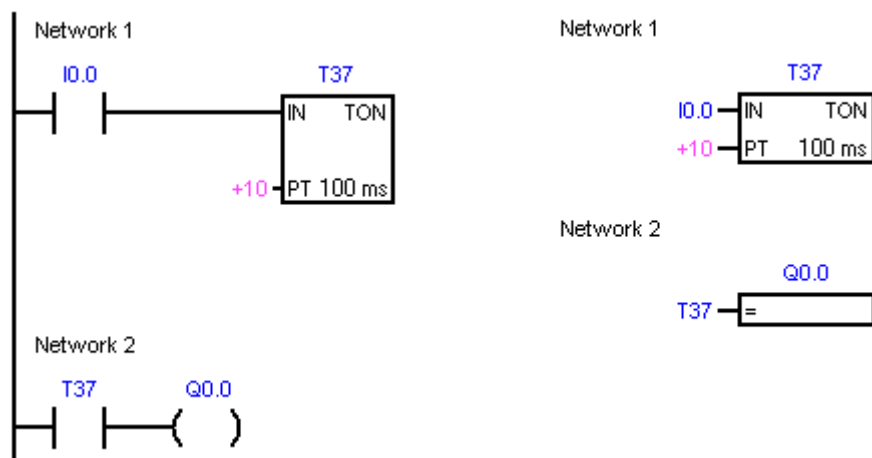 Network 1
I0.0
T37
IN TON
+10 PT 100 ms
Network 2
T37 Q0.0
Network 1
T37
I0.0 IN TON
+10 PT 100 ms
Network 2
Q0.0
T37 =